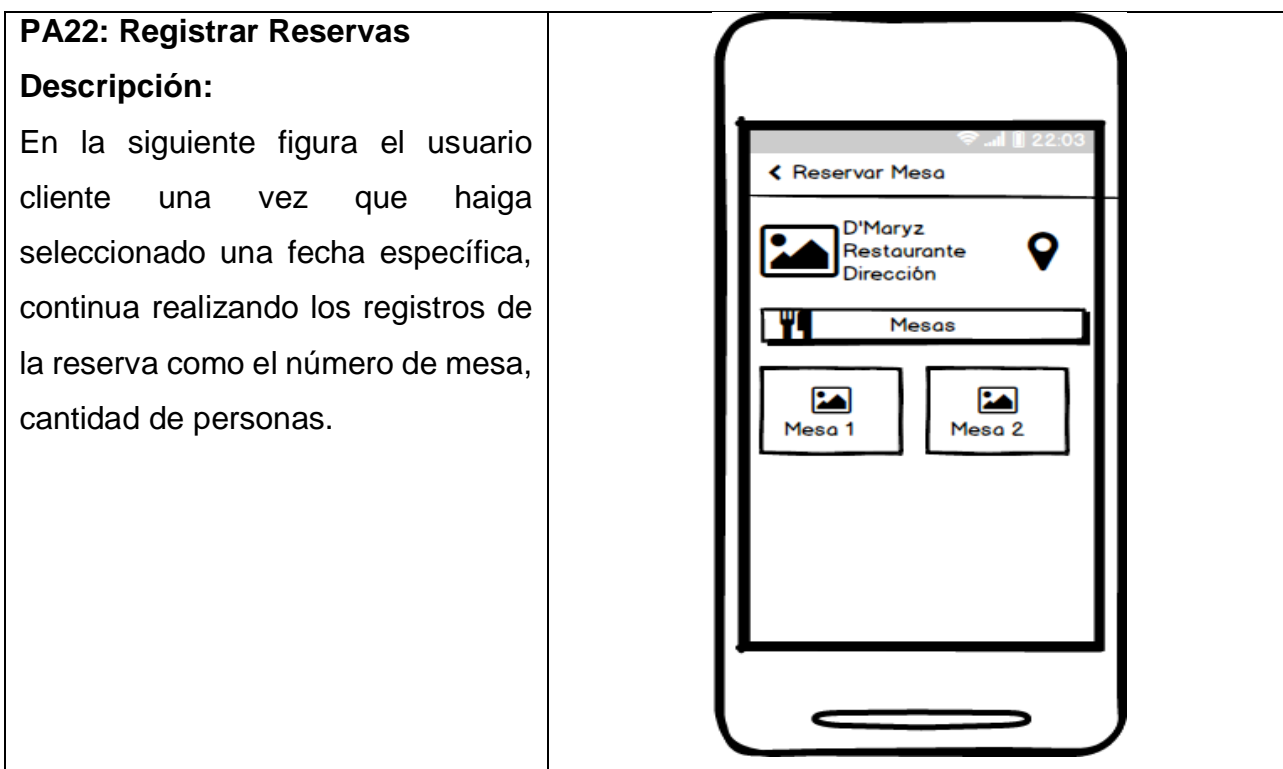 PA22: Registrar Reservas
Descripción:
En la siguiente figura el usuario
cliente una vez que haiga
seleccionado una fecha específica,
continua realizando los registros de
la reserva como el número de mesa,
cantidad de personas.
22:03
Reservar Mesa
D'Maryz
Restaurante
Dirección
Mesas
Mesa 1
Mesa 2